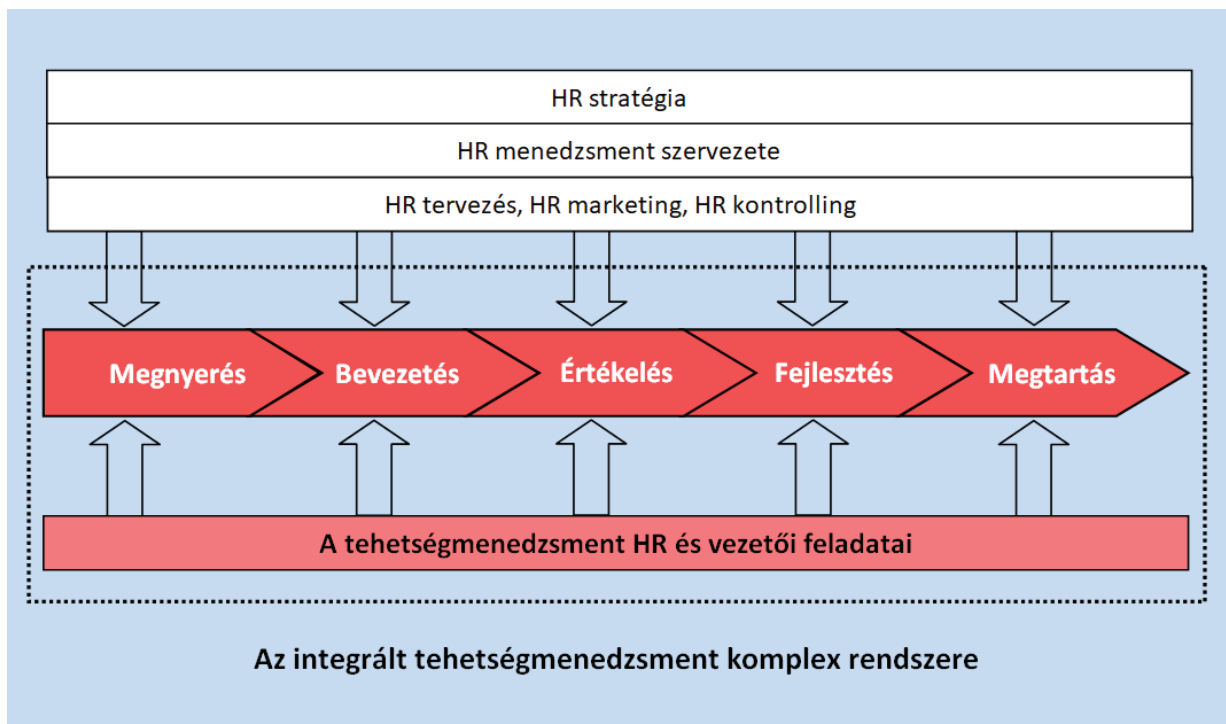 HR stratégia
HR menedzsment szervezete
HR tervezés, HR marketing, HR kontrolling
Megnyerés
Bevezetés
Értékelés
Fejlesztés
Megtartás
A tehetségmenedzsment HR és vezetői feladatai
Az integrált tehetségmenedzsment komplex rendszere